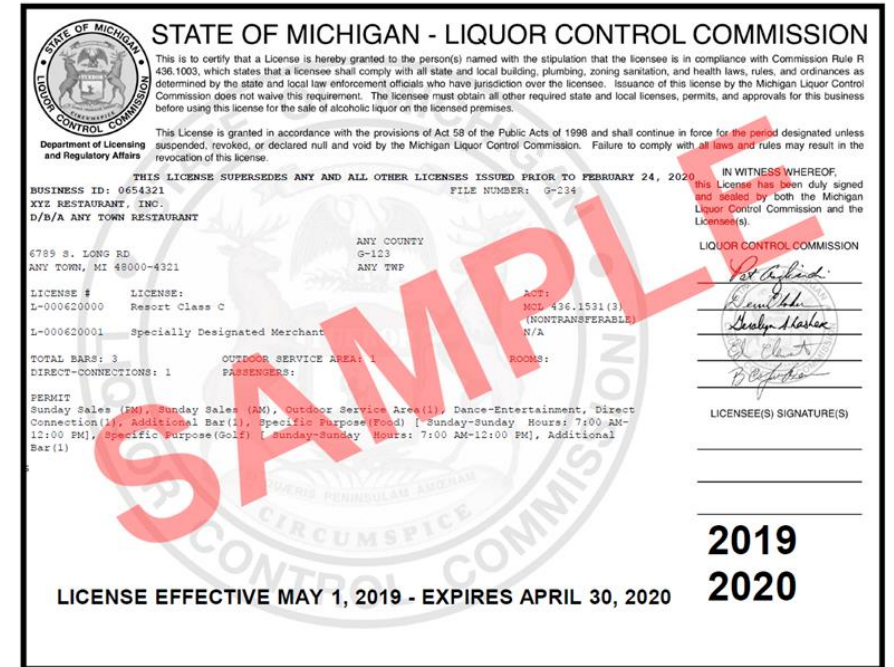 STATE OF MICHIGAN - LIQUOR CONTROL COMMISSION
This is to certify that a License is hereby granted to the person(s) named with the stipulation that the licensee is in compliance with Commission Rule R
436.1003, which states that a licensee shall comply with all state and local building, plumbing, zoning sanitation, and health laws, rules, and ordinances as
determined by the state and local law enforcement officials who have jurisdiction over the licensee. Issuance of this license by the Michigan Liquor Control
Commission does not waive this requirement. The licensee must obtain all other required state and local licenses, permits, and approvals for this business
before using this license for the sale of alcoholic liquor on the licensed premises.
This License is granted in accordance with the provisions of Act 58 of the Public Acts of 1998 and shall continue in force for the period designated unless
suspended, revoked, or declared null and void by the Michigan Liquor Control Commission. Failure to comply with all laws and rules may result in the
revocation of this license.
STATE OF MICHIGAN
LIQUOR CONTROL COMMISSION
Department of Licensing
and Regulatory Affairs
THIS LICENSE SUPERSEDES ANY AND ALL OTHER LICENSES ISSUED PRIOR TO FEBRUARY 24, 2020
BUSINESS ID: 0654321 FILE NUMBER: G-234
XYZ RESTAURANT, INC.
D/B/A ANY TOWN RESTAURANT
ANY COUNTY
6789 S. LONG RD G-123
ANY TOWN, MI 48000-4321 ANY TWP
LICENSE # LICENSE: ACT:
L-000620000 Resort Class C MCL 436.1531(3)
(NONTRANSFERABLE)
L-000620001 Specially Designated Merchant N/A
TOTAL BARS: 3 OUTDOOR SERVICE AREA: 1 ROOMS:
DIRECT-CONNECTIONS: 1 PASSENGERS:
PERMIT
Sunday Sales (PM), Sunday Sales (AM), Outdoor Service Area(1), Dance-Entertainment, Direct
Connection(1), Additional Bar(1), Specific Purpose(Food) [ Sunday-Sunday Hours: 7:00 AM-
12:00 PM], Specific Purpose(Golf) [ Sunday-Sunday Hours: 7:00 AM-12:00 PM], Additional
Bar(1)
IN WITNESS WHEREOF,
this License has been duly signed
and sealed by both the Michigan
Liquor Control Commission and the
Licensee(s).
LIQUOR CONTROL COMMISSION
LICENSEE(S) SIGNATURE(S)
SAMPLE
LIQUOR CONTROL COMMISSION
QUÆRIS PENINSULAM AMŒNAM
CIRCUMSPICE
2019
2020
LICENSE EFFECTIVE MAY 1, 2019 - EXPIRES APRIL 30, 2020